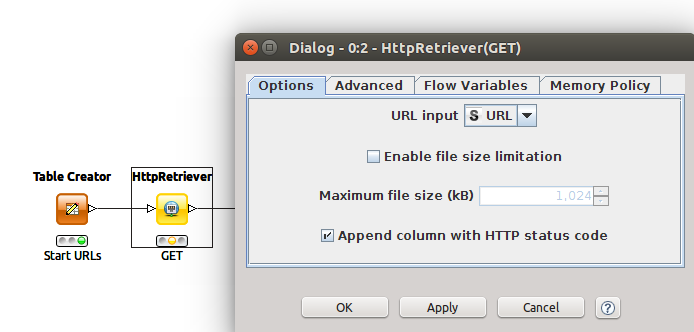 Dialog - 0:2 - HttpRetriever(GET)
Options
Advanced
Flow Variables
Memory Policy
URL input
S URL
Enable file size limitation
Maximum file size (kB)
1,024
Append column with HTTP status code
OK
Apply
Cancel
?
Table Creator
HttpRetriever
Start URLs
GET